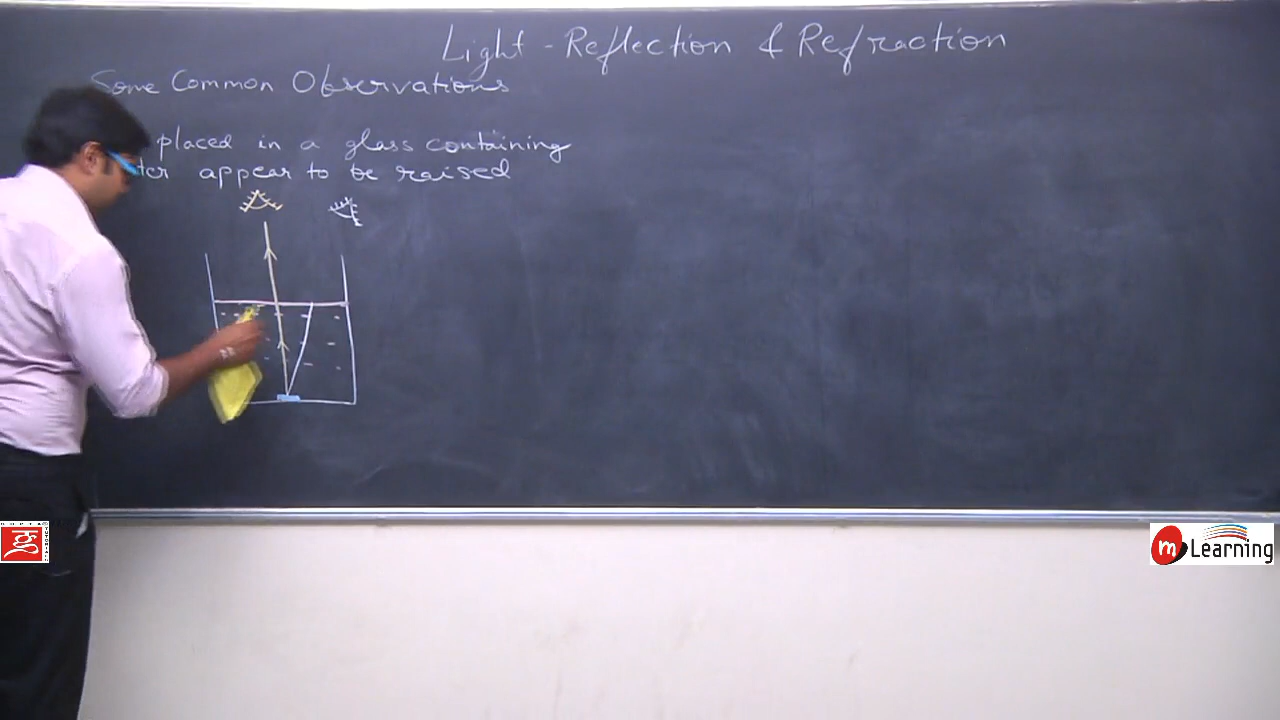 Light - Reflection & Refraction
Some Common Observations
placed in a glass containing
appear to be raised
m Learning